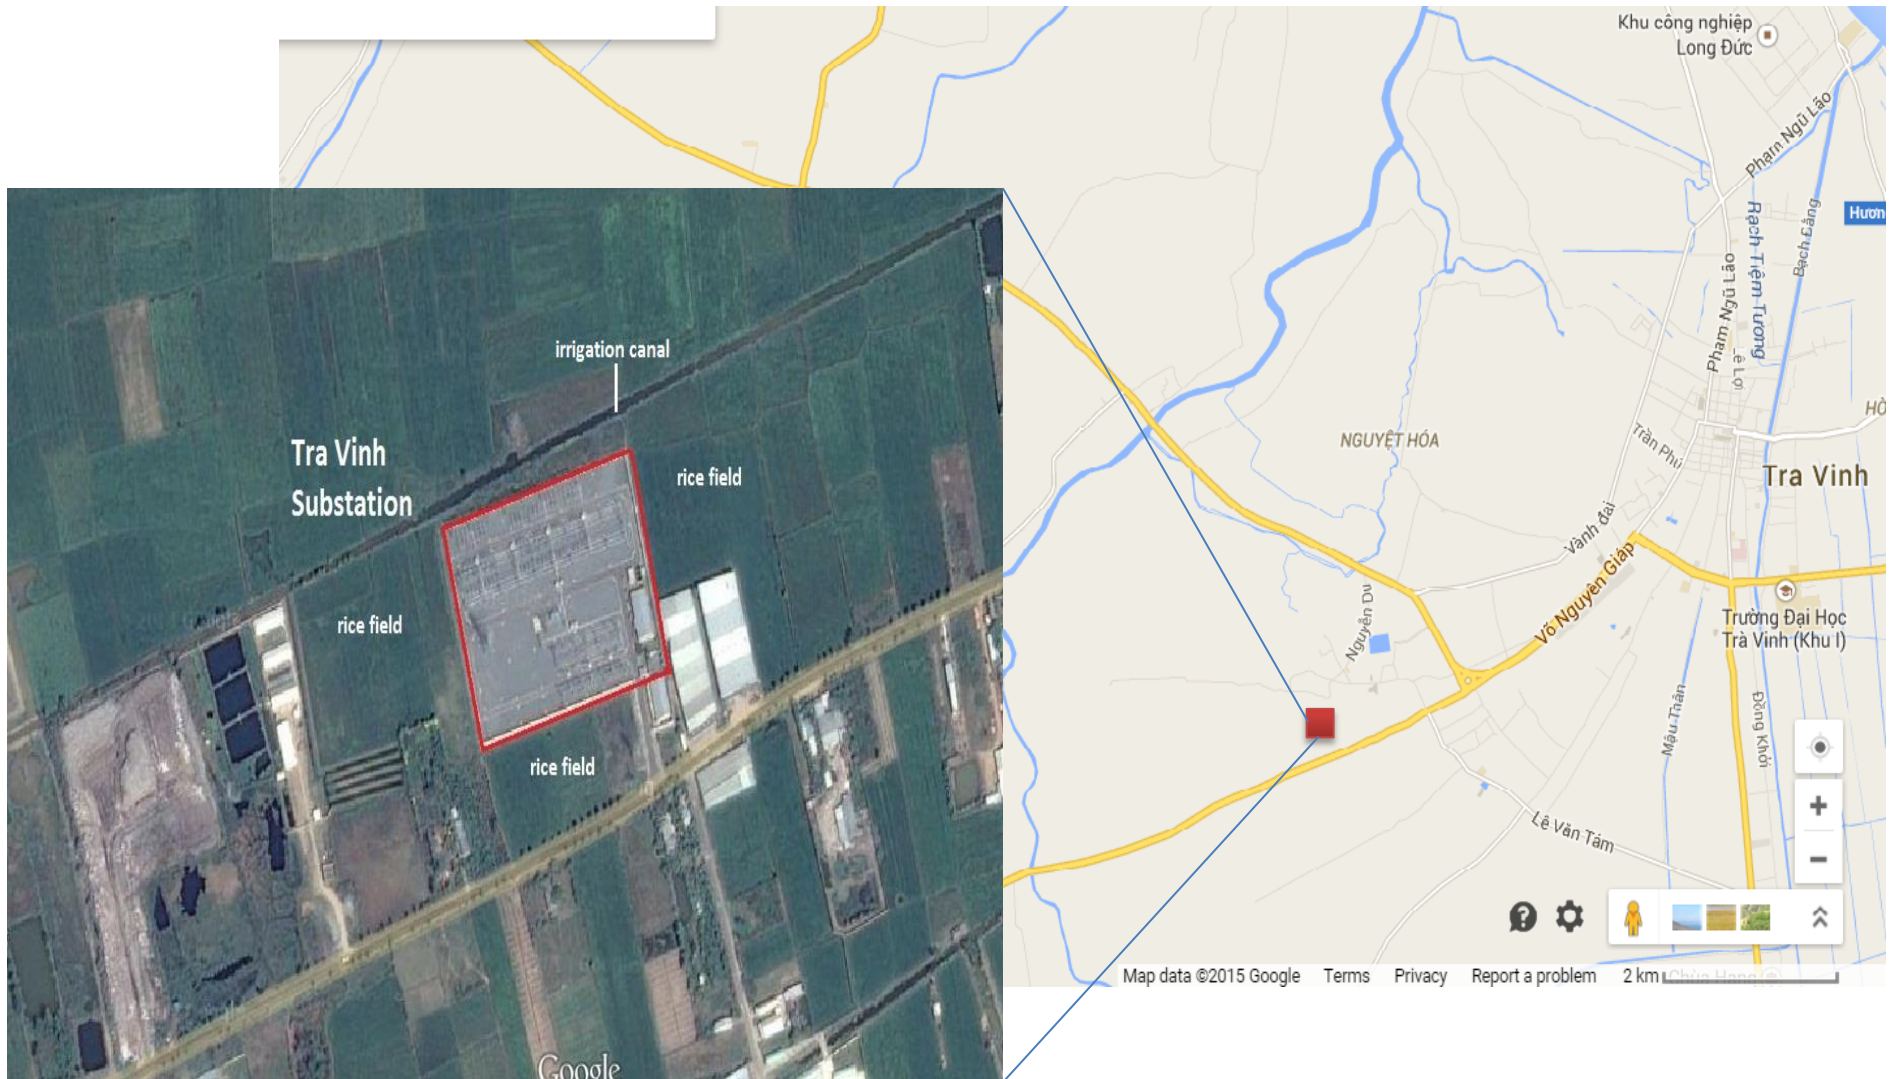 Khu công nghiệp
Long Đức
Phạm Ngũ Lão
Rạch Tiệm Tương
Bạch Đằng
Phạm Ngũ Lão
Lê Lợi
Trần Phú
Tra Vinh
NGUYỆT HÓA
Vành đai
Võ Nguyên Giáp
Nguyễn Du
Trường Đại Học
Trà Vinh (Khu I)
Mậu Thân
Đồng Khởi
Lê Văn Tám
irrigation canal
Tra Vinh
Substation
rice field
rice field
rice field
Google
Map data ©2015 Google Terms Privacy Report a problem 2 km